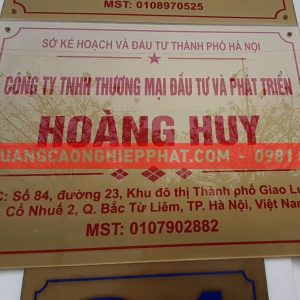 MST: 0108970525
SỞ KẾ HOẠCH VÀ ĐẦU TƯ THÀNH PHỐ HÀ NỘI
CÔNG TY TNHH THƯƠNG MẠI ĐẦU TƯ VÀ PHÁT TRIỂN
HOÀNG HUY
UANGCAONGHIEPPHAT.COM - 0981
C: Số 84, đường 23, Khu đô thị Thành phố Giao Lưu
Cổ Nhuế 2, Q. Bắc Từ Liêm, TP. Hà Nội, Việt Nam
MST: 0107902882